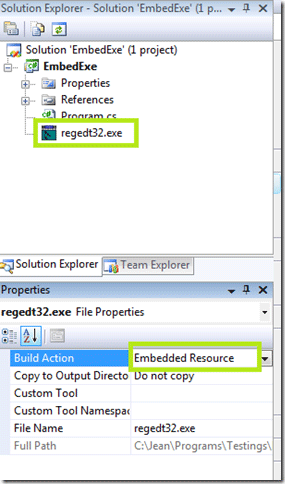 Solution Explorer - Solution 'EmbedExe' (1 p...
Solution 'EmbedExe' (1 project)
EmbedExe
Properties
References
Program.cs
regedt32.exe
Solution Explorer Team Explorer
Properties
regedt32.exe File Properties
Build Action Embedded Resource
Copy to Output Directo Do not copy
Custom Tool
Custom Tool Namespac
File Name regedt32.exe
Full Path C:\Jean\Programs\Testings\